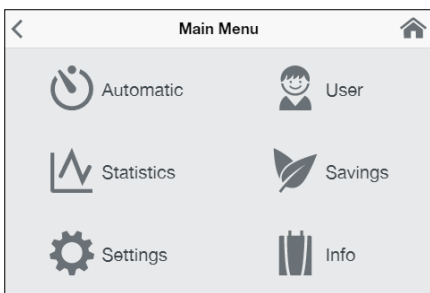 Main Menu
Automatic
User
Statistics
Savings
Settings
Info